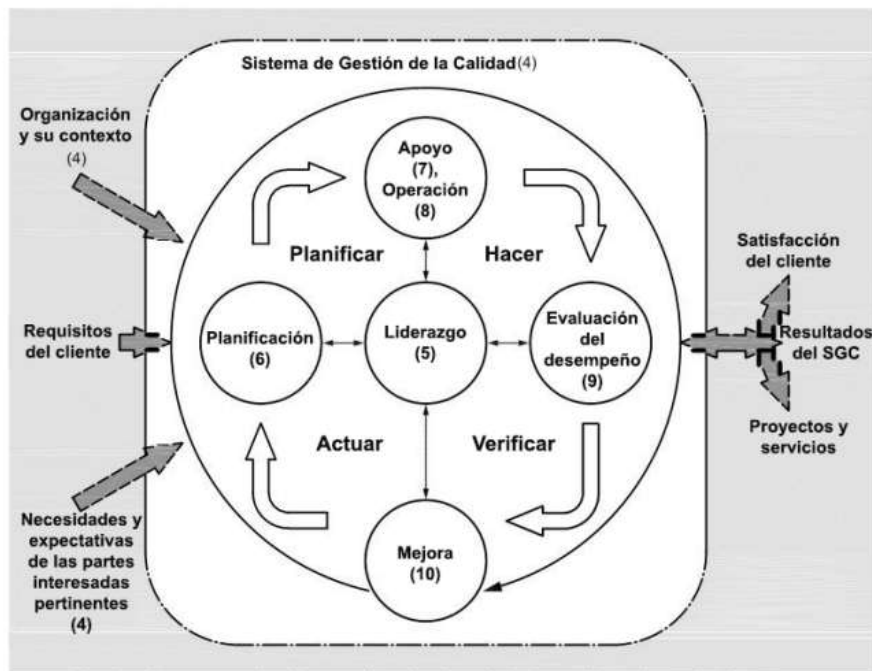 Sistema de Gestión de la Calidad (4)
Organización
y su contexto
(4)
Apoyo
(7),
Operación
(8)
Planificar
Hacer
Satisfacción
del cliente
Requisitos
del cliente
Planificación
(6)
Liderazgo
(5)
Evaluación
del
desempeño
(9)
Resultados
del SGC
Actuar
Verificar
Proyectos y
servicios
Necesidades y
expectativas
de las partes
interesadas
pertinentes
(4)
Mejora
(10)